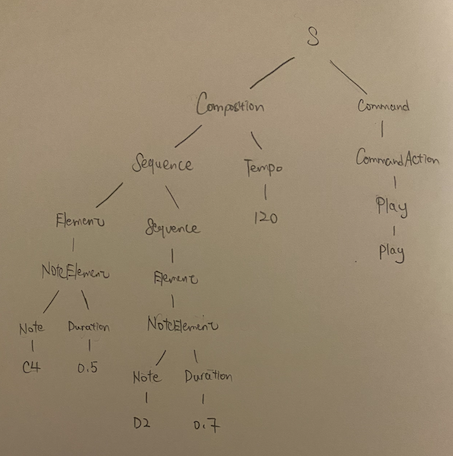 S
Composition Command
Sequence Tempo CommandAction
Element Sequence 120 Play
NoteElement Element Play
Note Duration NoteElement
C4 0.5 Note Duration
D2 0.7